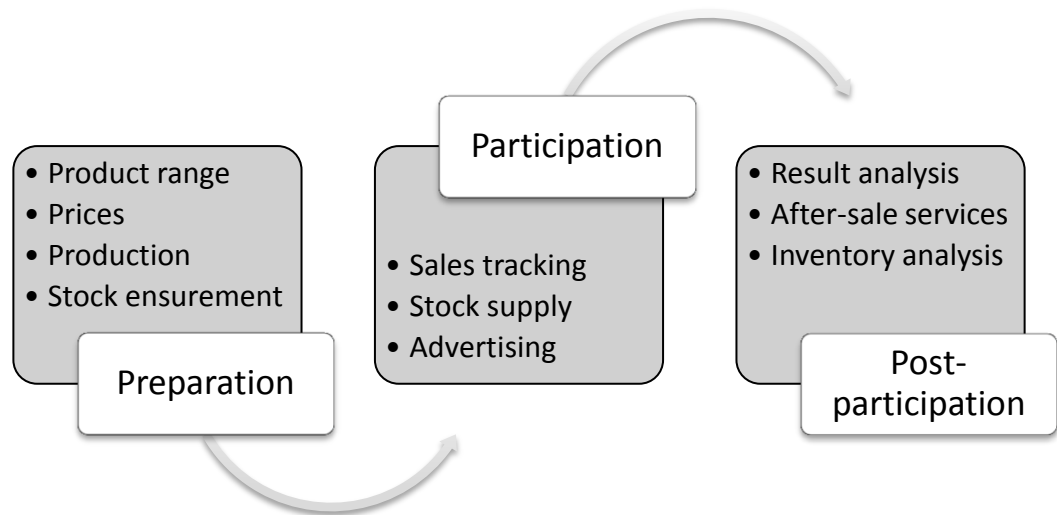 • Product range
• Prices
• Production
• Stock ensurement
Preparation
Participation
• Sales tracking
• Stock supply
• Advertising
• Result analysis
• After-sale services
• Inventory analysis
Post-
participation